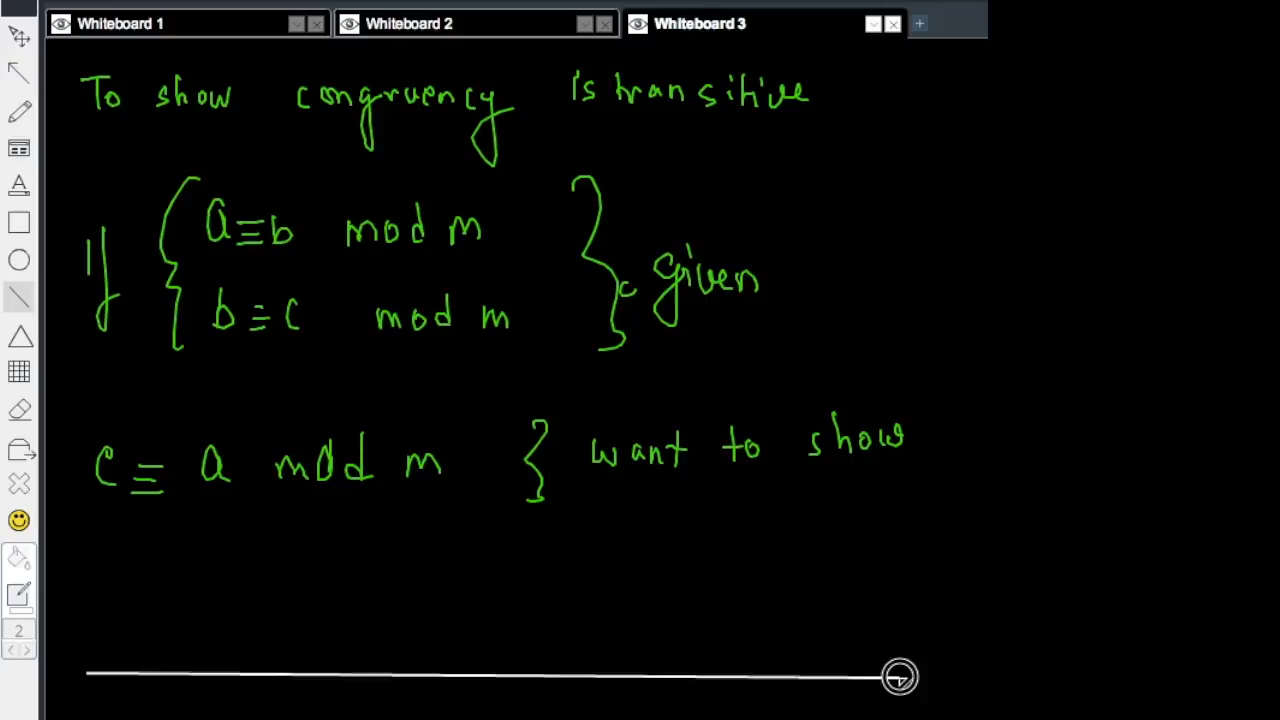 Whiteboard 1 Whiteboard 2 Whiteboard 3
To show congruency is transitive
If { a ≡ b mod m
b ≡ c mod m } given
c ≡ a mod m } want to show
2